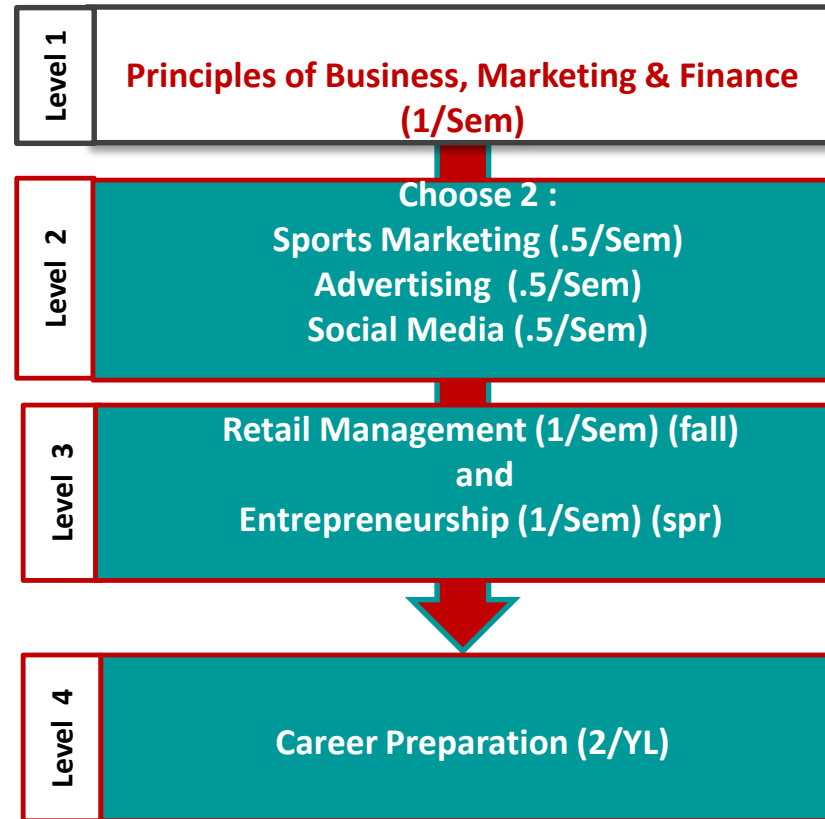 Level 1
Principles of Business, Marketing & Finance
(1/Sem)
Level 2
Choose 2 :
Sports Marketing (.5/Sem)
Advertising (.5/Sem)
Social Media (.5/Sem)
Level 3
Retail Management (1/Sem) (fall)
and
Entrepreneurship (1/Sem) (spr)
Level 4
Career Preparation (2/YL)